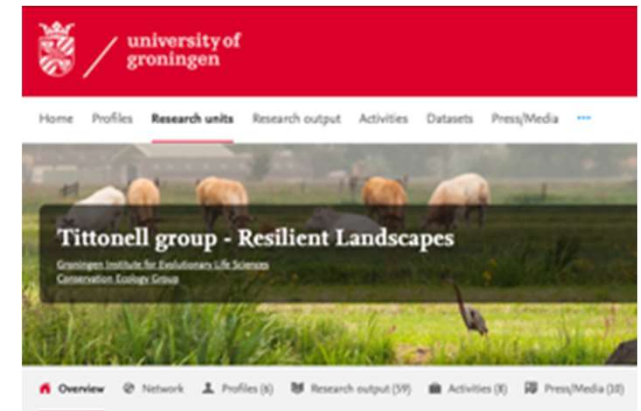 university of
groningen
Home Profiles Research units Research output Activities Datasets Press/Media ...
Tittonell group - Resilient Landscapes
Groningen Institute for Evolutionary Life Sciences
Conservation Ecology Group
Overview Network Profiles (6) Research output (59) Activities (8) Press/Media (10)